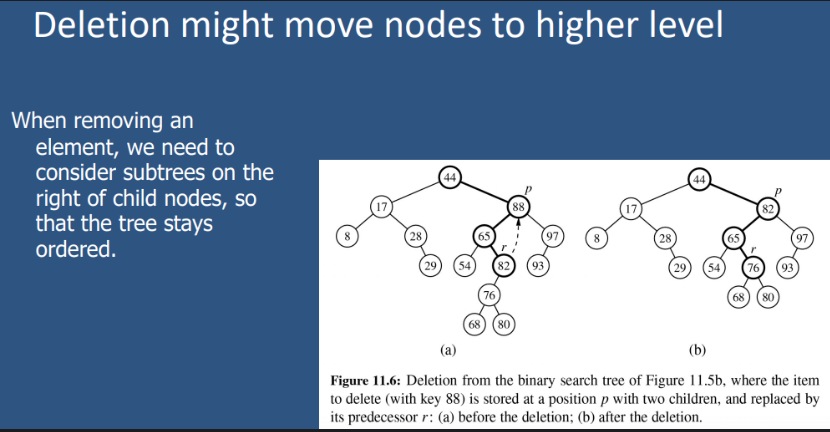 Deletion might move nodes to higher level
When removing an
element, we need to
consider subtrees on the
right of child nodes, so
that the tree stays
ordered.
44
p
17
88
8
28
65
97
r
29
54
82
93
76
68
80
(a)
44
p
17
82
8
28
65
97
r
29
54
76
93
68
80
(b)
Figure 11.6: Deletion from the binary search tree of Figure 11.5b, where the item
to delete (with key 88) is stored at a position p with two children, and replaced by
its predecessor r: (a) before the deletion; (b) after the deletion.